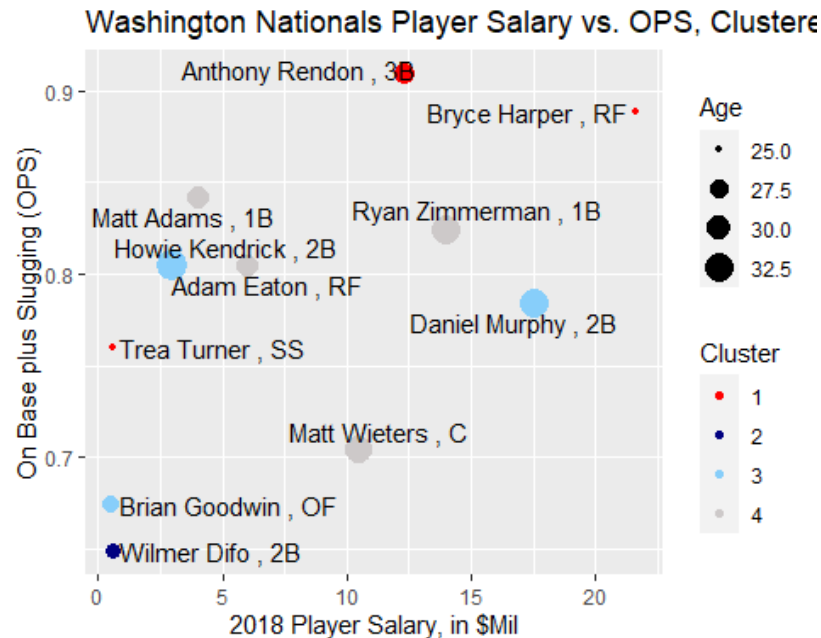 Washington Nationals Player Salary vs. OPS, Clustere
Anthony Rendon , 3B
Bryce Harper , RF
Matt Adams , 1B
Ryan Zimmerman , 1B
Howie Kendrick , 2B
Adam Eaton , RF
Daniel Murphy , 2B
Trea Turner , SS
Matt Wieters , C
Brian Goodwin , OF
Wilmer Difo , 2B
On Base plus Slugging (OPS)
0.9
0.8
0.7
0
5
10
15
20
2018 Player Salary, in $Mil
Age
25.0
27.5
30.0
32.5
Cluster
1
2
3
4